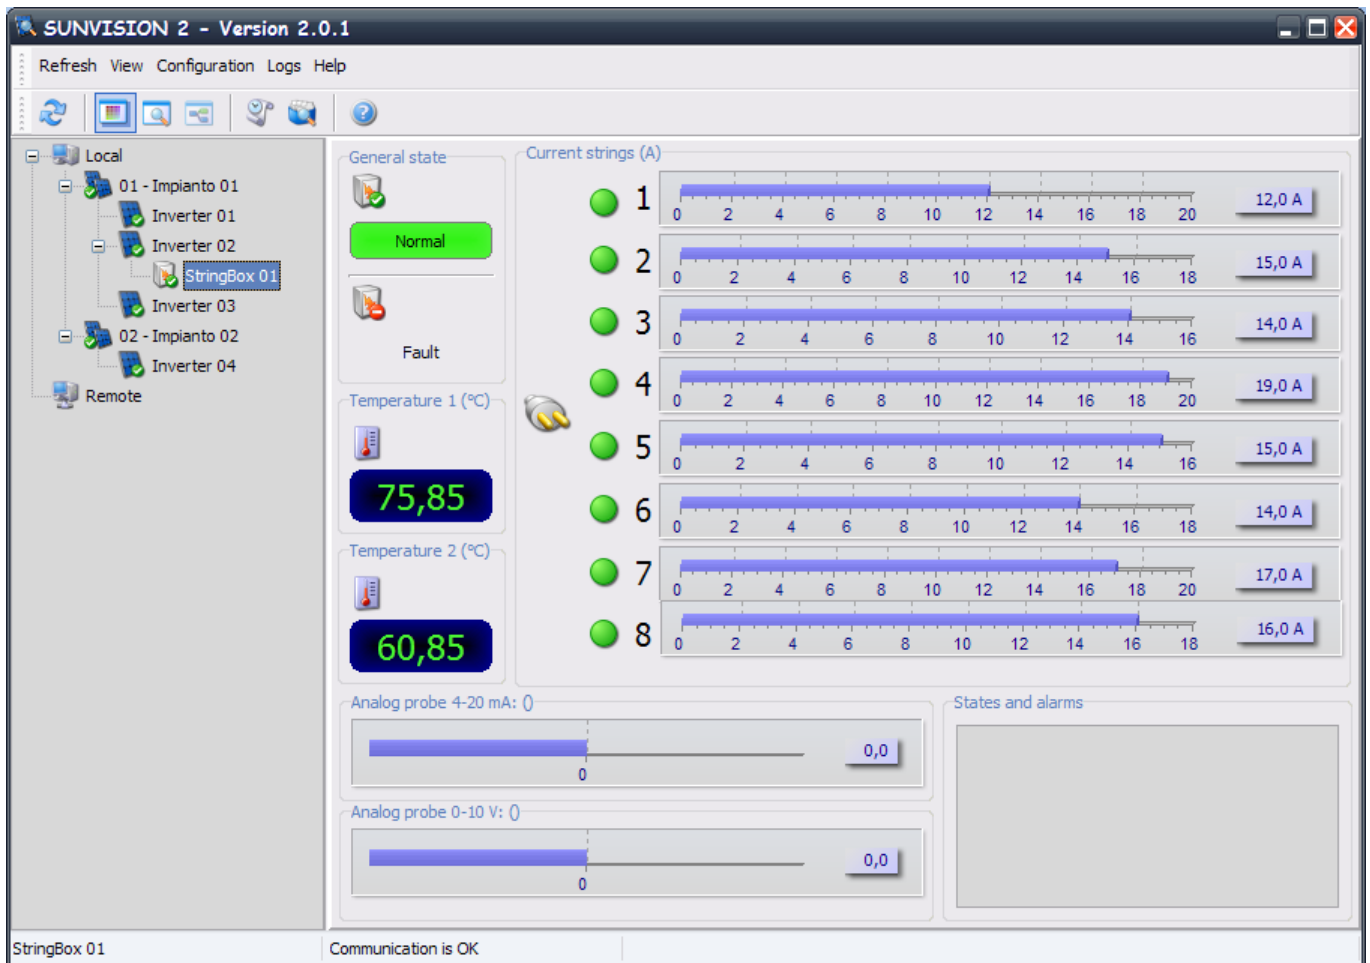 SUNVISION 2 - Version 2.0.1
Refresh View Configuration Logs Help
Local
01 - Impianto 01
Inverter 01
Inverter 02
StringBox 01
Inverter 03
02 - Impianto 02
Inverter 04
Remote
General state
Normal
Fault
Temperature 1 (ºC)
75,85
Temperature 2 (ºC)
60,85
Current strings (A)
1 12,0 A
0 2 4 6 8 10 12 14 16 18 20
2 15,0 A
0 2 4 6 8 10 12 14 16 18
3 14,0 A
0 2 4 6 8 10 12 14 16
4 19,0 A
0 2 4 6 8 10 12 14 16 18 20
5 15,0 A
0 2 4 6 8 10 12 14 16
6 14,0 A
0 2 4 6 8 10 12 14 16 18
7 17,0 A
0 2 4 6 8 10 12 14 16 18 20
8 16,0 A
0 2 4 6 8 10 12 14 16 18
Analog probe 4-20 mA: ()
0,0
0
Analog probe 0-10 V: ()
0,0
0
States and alarms
StringBox 01 Communication is OK